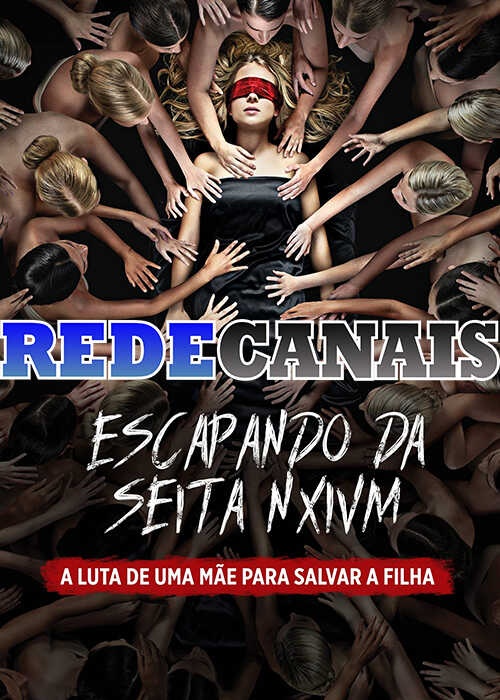 REDECANAIS
ESCAPANDO DA
SEITA NXIVM
A LUTA DE UMA MÃE PARA SALVAR A FILHA